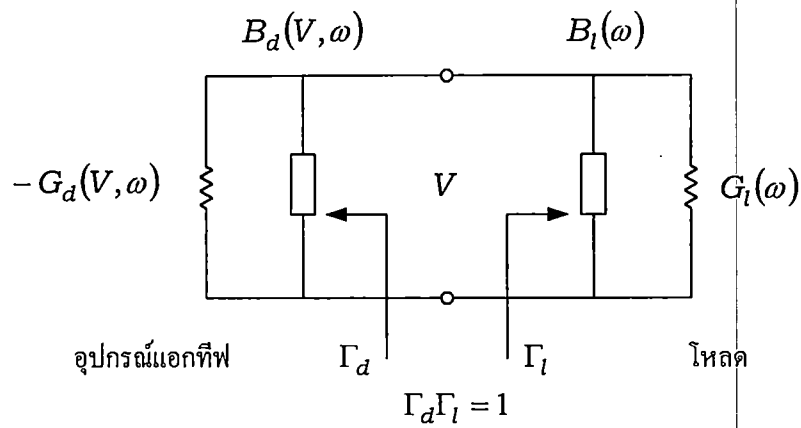 B_d(V,ω) B_l(ω)
−G_d(V,ω) V G_l(ω)
อุปกรณ์แอกทีฟ Γ_d Γ_l โหลด
Γ_dΓ_l = 1